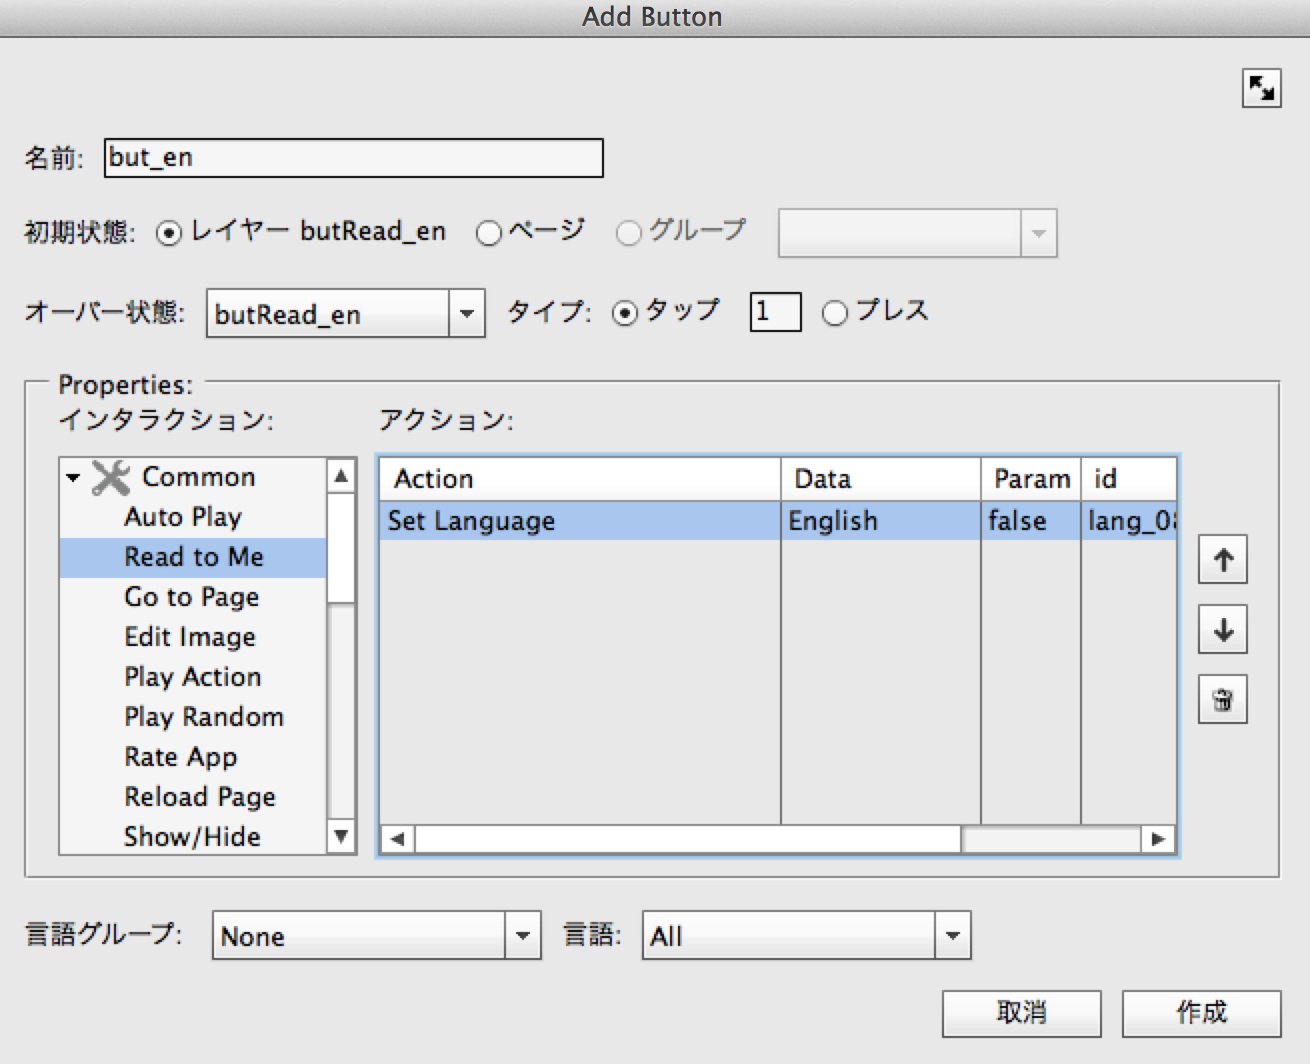 Add Button
名前: but_en
初期状態: レイヤー butRead_en ページ グループ
オーバー状態: butRead_en タイプ: タップ 1 プレス
Properties:
インタラクション: アクション:
Common
Auto Play
Read to Me
Go to Page
Edit Image
Play Action
Play Random
Rate App
Reload Page
Show/Hide
Action Data Param id
Set Language English false
言語グループ: None 言語: All
取消 作成